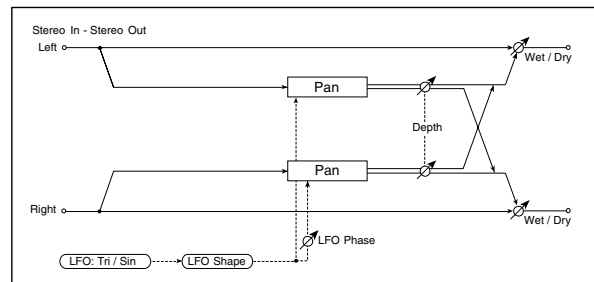 Stereo In - Stereo Out
Left
Wet / Dry
Pan
Depth
Pan
Right
Wet / Dry
LFO Phase
LFO: Tri / Sin
LFO Shape